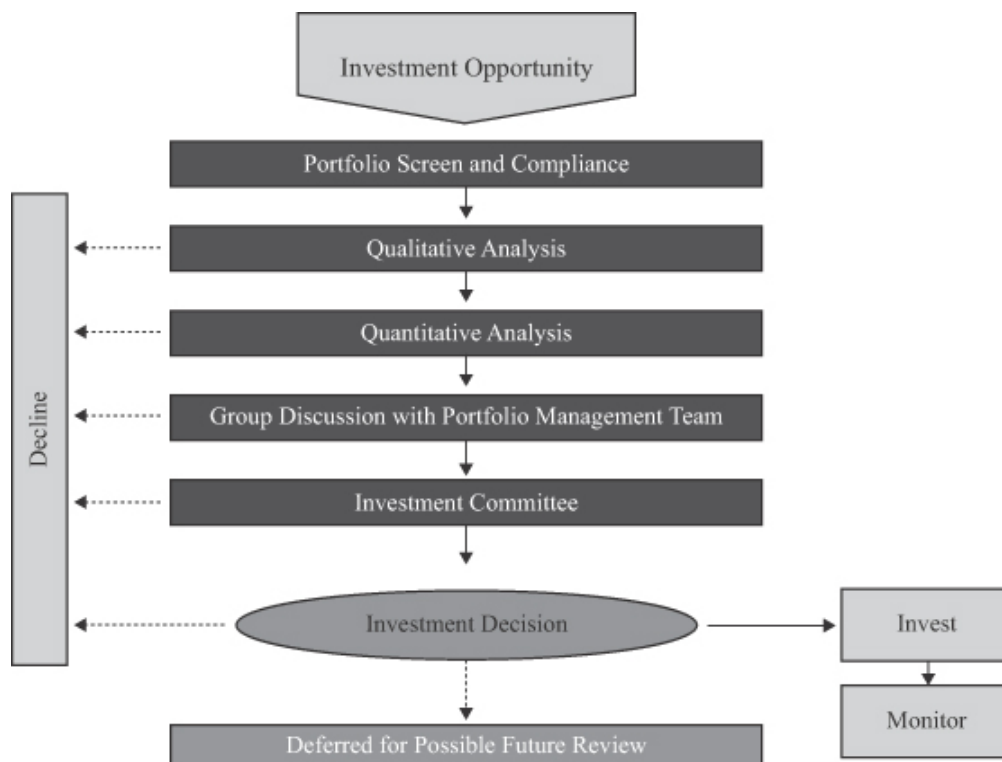 Investment Opportunity
Portfolio Screen and Compliance
Qualitative Analysis
Quantitative Analysis
Group Discussion with Portfolio Management Team
Decline
Investment Committee
Investment Decision
Invest
Monitor
Deferred for Possible Future Review